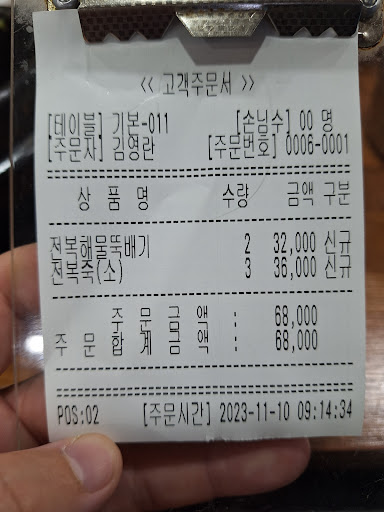 << 고객주문서 >>
[테이블] 기본-011 [손님수] 00 명
[주문자] 김영란 [주문번호] 0006-0001
상 품 명 수량 금액 구분
전복해물뚝배기 2 32,000 신규
전복죽(소) 3 36,000 신규
주 문 금 액 : 68,000
주 문 합 계 금 액 : 68,000
POS:02 [주문시간] 2023-11-10 09:14:34